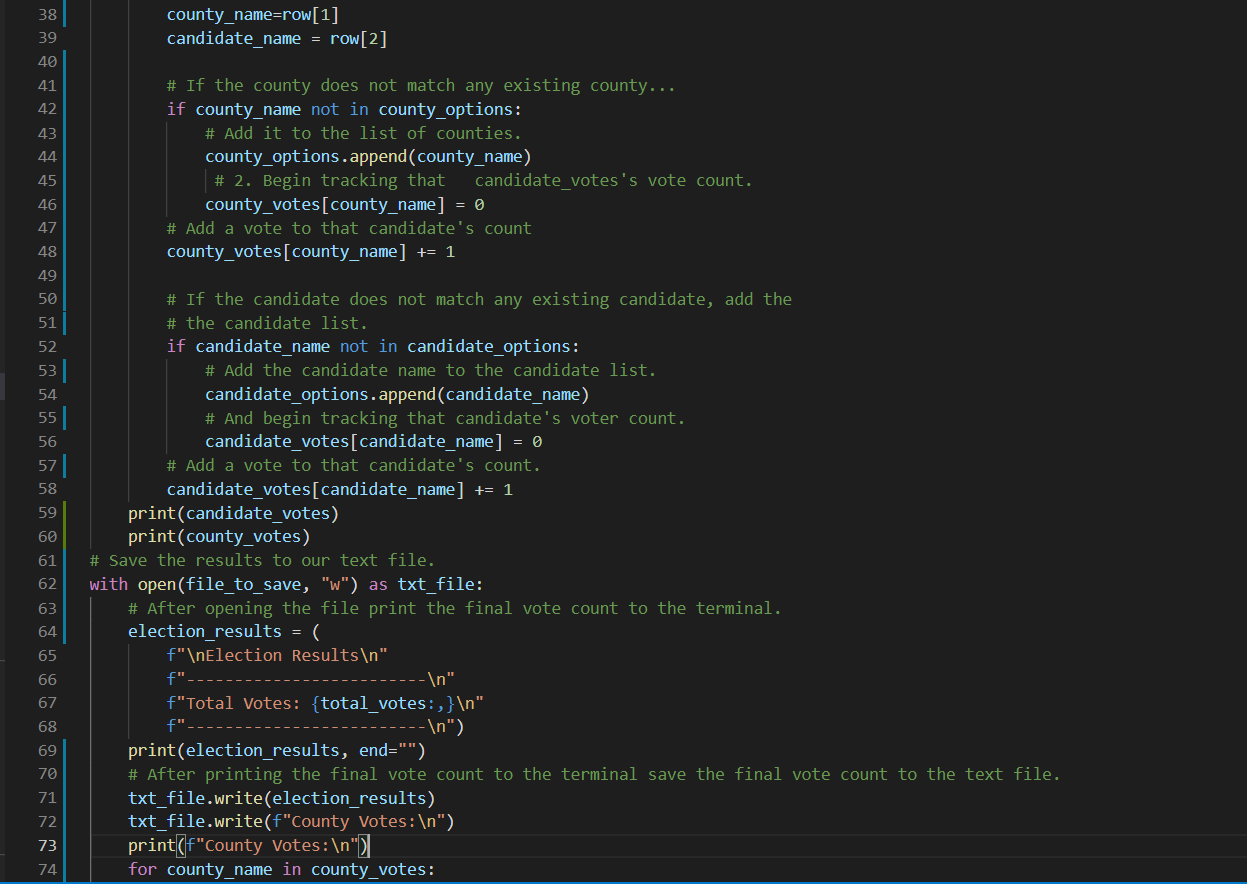 38 county_name=row[1]
39 candidate_name = row[2]
40
41 # If the county does not match any existing county...
42 if county_name not in county_options:
43 # Add it to the list of counties.
44 county_options.append(county_name)
45 # 2. Begin tracking that   candidate_votes's vote count.
46 county_votes[county_name] = 0
47 # Add a vote to that candidate's count
48 county_votes[county_name] += 1
49
50 # If the candidate does not match any existing candidate, add the
51 # the candidate list.
52 if candidate_name not in candidate_options:
53 # Add the candidate name to the candidate list.
54 candidate_options.append(candidate_name)
55 # And begin tracking that candidate's voter count.
56 candidate_votes[candidate_name] = 0
57 # Add a vote to that candidate's count.
58 candidate_votes[candidate_name] += 1
59 print(candidate_votes)
60 print(county_votes)
61 # Save the results to our text file.
62 with open(file_to_save, "w") as txt_file:
63 # After opening the file print the final vote count to the terminal.
64 election_results = (
65 f"\nElection Results\n"
66 f"-------------------------\n"
67 f"Total Votes: {total_votes:,}\n"
68 f"-------------------------\n")
69 print(election_results, end="")
70 # After printing the final vote count to the terminal save the final vote count to the text file.
71 txt_file.write(election_results)
72 txt_file.write(f"County Votes:\n")
73 print(f"County Votes:\n")
74 for county_name in county_votes: